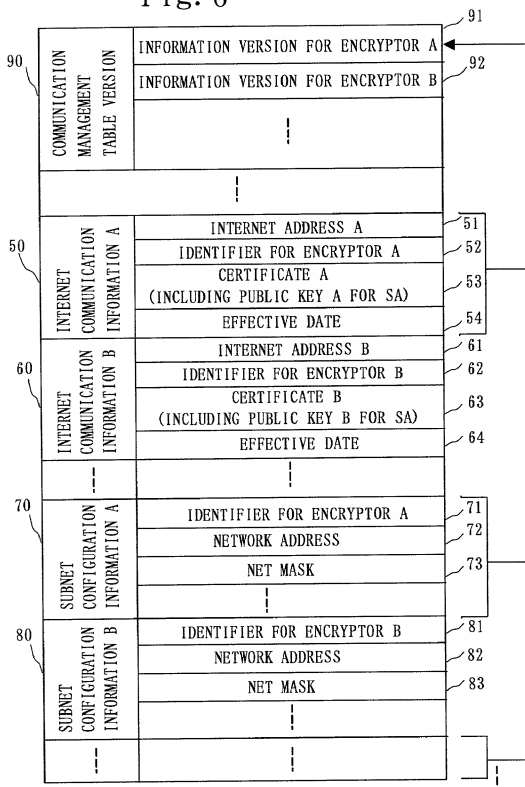 Fig. 6
90
COMMUNICATION
MANAGEMENT
TABLE VERSION
INFORMATION VERSION FOR ENCRYPTOR A
91
INFORMATION VERSION FOR ENCRYPTOR B
92
50
INTERNET
COMMUNICATION
INFORMATION A
INTERNET ADDRESS A
51
IDENTIFIER FOR ENCRYPTOR A
52
CERTIFICATE A
(INCLUDING PUBLIC KEY A FOR SA)
53
EFFECTIVE DATE
54
60
INTERNET
COMMUNICATION
INFORMATION B
INTERNET ADDRESS B
61
IDENTIFIER FOR ENCRYPTOR B
62
CERTIFICATE B
(INCLUDING PUBLIC KEY B FOR SA)
63
EFFECTIVE DATE
64
70
SUBNET
CONFIGURATION
INFORMATION A
IDENTIFIER FOR ENCRYPTOR A
71
NETWORK ADDRESS
72
NET MASK
73
80
SUBNET
CONFIGURATION
INFORMATION B
IDENTIFIER FOR ENCRYPTOR B
81
NETWORK ADDRESS
82
NET MASK
83